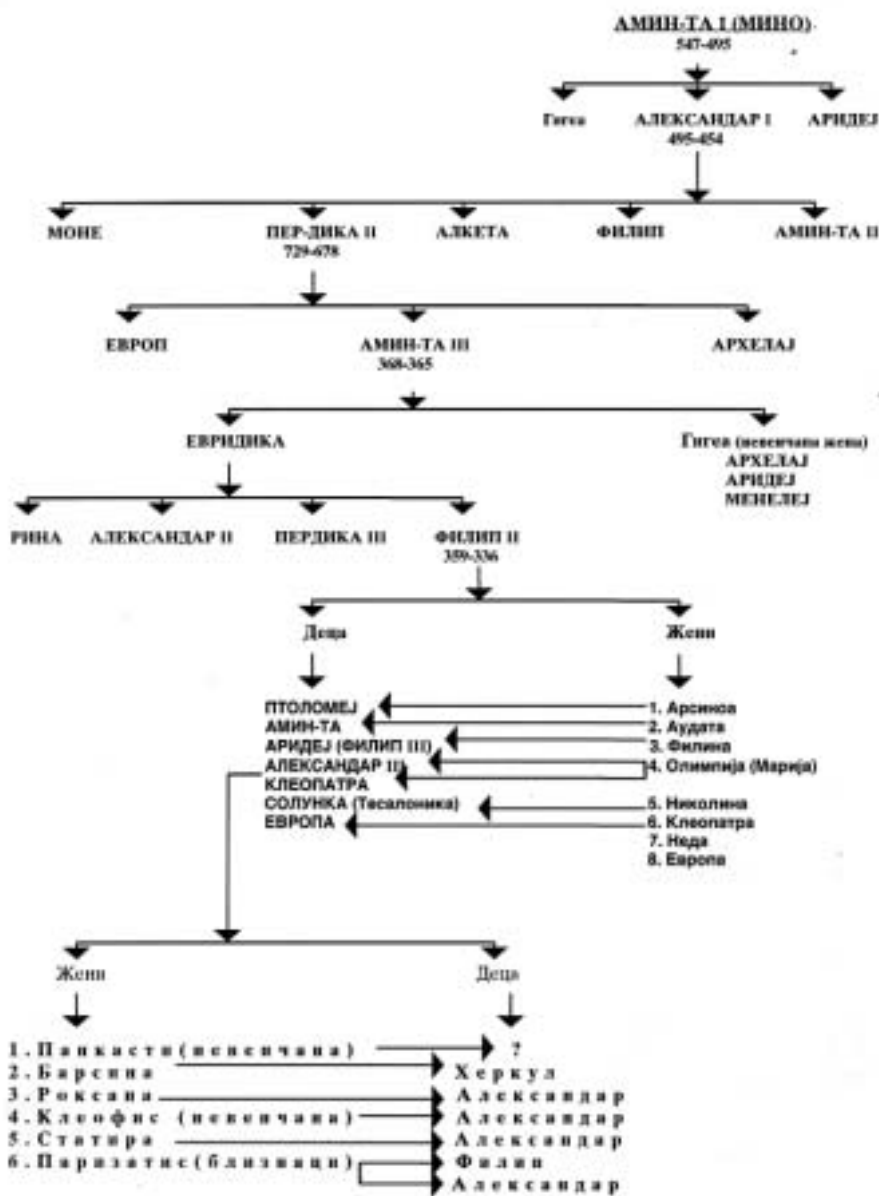 АМИН-ТА I (МИНО)
547-495
Гигеа АЛЕКСАНДАР I АРИДЕЈ
495-454
МОНЕ ПЕР-ДИКА II АЛКЕТА ФИЛИП АМИН-ТА II
729-678
ЕВРОП АМИН-ТА III АРХЕЛАЈ
368-365
ЕВРИДИКА Гигеа (невенчана жена)
АРХЕЛАЈ
АРИДЕЈ
МЕНЕЛЕЈ
РИНА АЛЕКСАНДАР II ПЕРДИКА III ФИЛИП II
359-336
Деца Жени
ПТОЛОМЕЈ 1. Арсиноа
АМИН-ТА 2. Аудата
АРИДЕЈ (ФИЛИП III) 3. Филина
АЛЕКСАНДАР III 4. Олимпија (Марија)
КЛЕОПАТРА
СОЛУНКА (Тесалоника) 5. Николина
ЕВРОПА 6. Клеопатра
7. Неда
8. Европа
Жени Деца
1. Панкасти (невенчана) ?
2. Барсина Херкул
3. Роксана Александар
4. Клеофис (невенчана) Александар
5. Статира Александар
6. Паризатис (близнаци) Филип
Александар